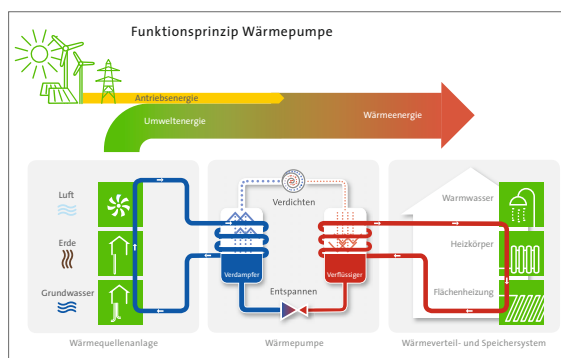 Funktionsprinzip Wärmepumpe
Antriebsenergie
Umweltenergie
Wärmeenergie
Luft
Erde
Grundwasser
Verdichten
Verdampfer
Verflüssiger
Entspannen
Warmwasser
Heizkörper
Flächenheizung
Wärmequellenanlage
Wärmepumpe
Wärmeverteil- und Speichersystem